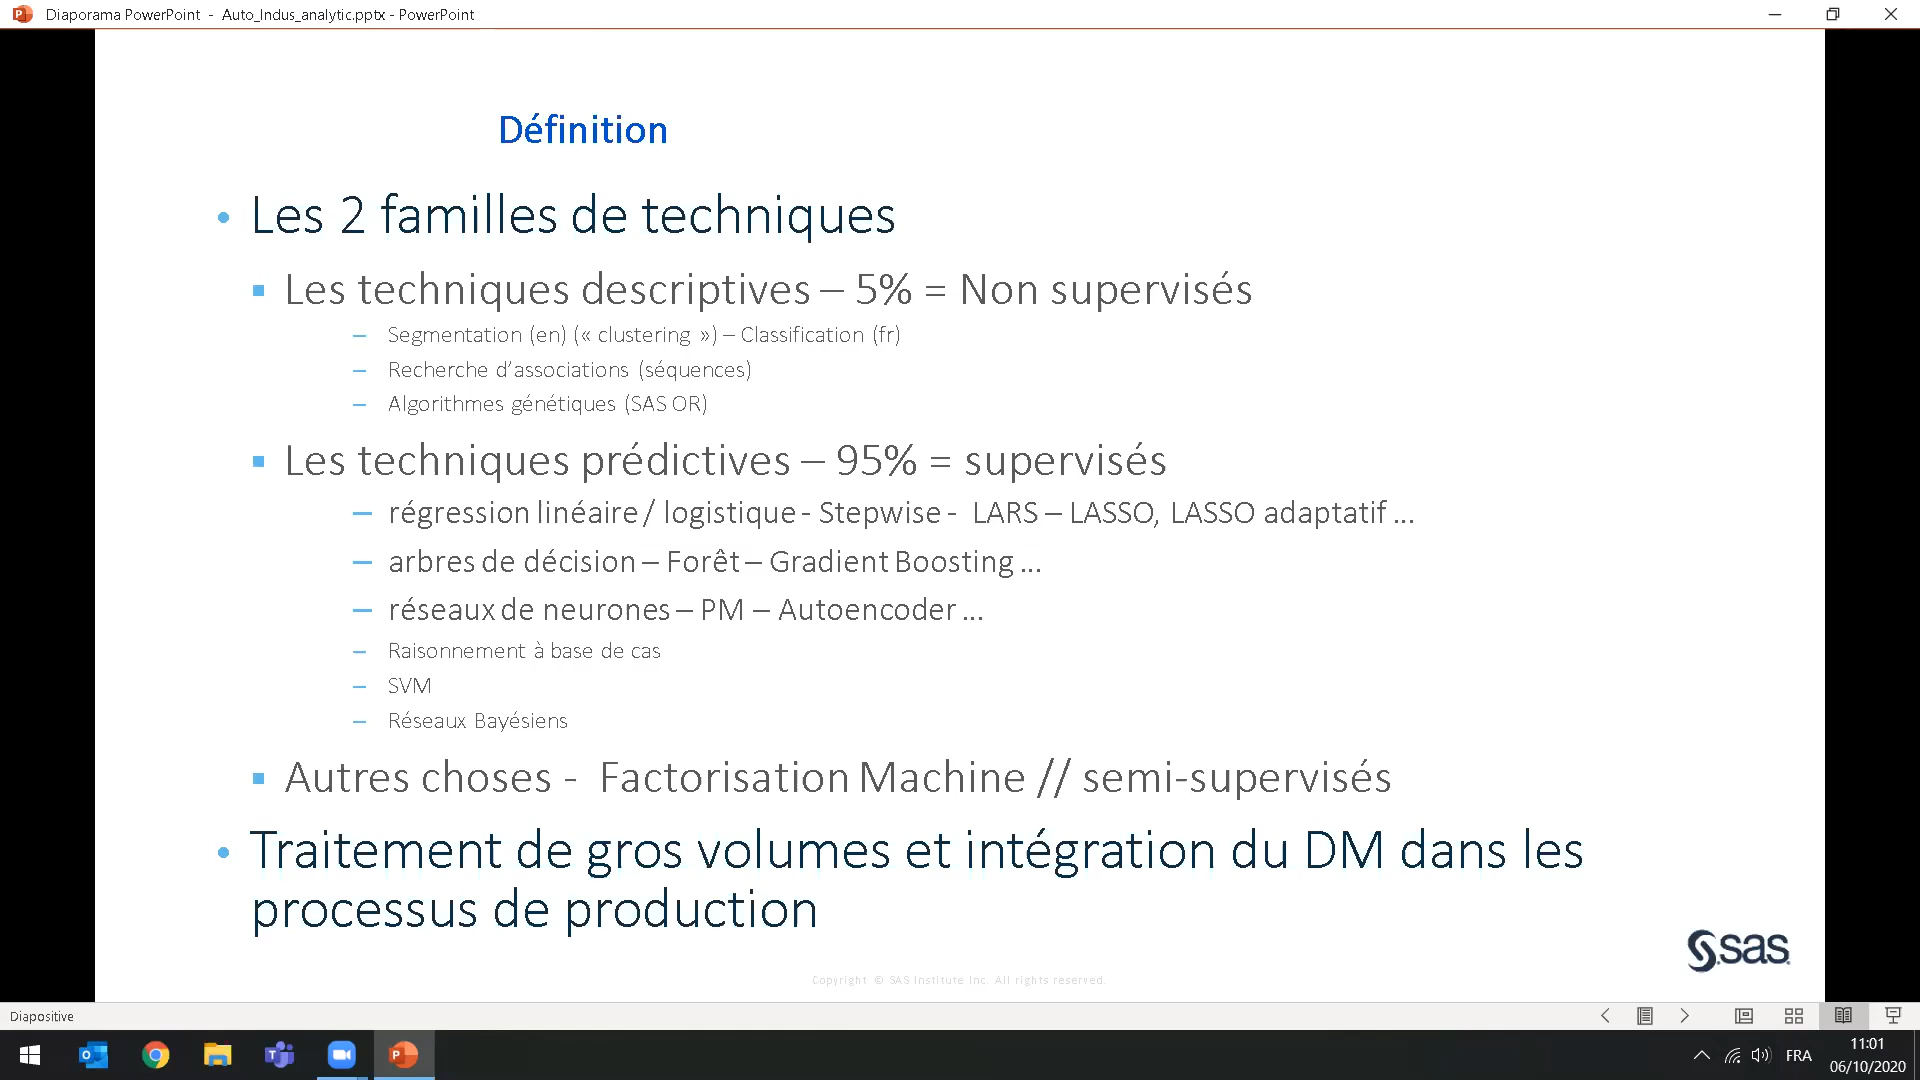 Diaporama PowerPoint - Auto_Indus_analytic.pptx - PowerPoint
Définition
• Les 2 familles de techniques
▪ Les techniques descriptives – 5% = Non supervisés
– Segmentation (en) (« clustering ») – Classification (fr)
– Recherche d’associations (séquences)
– Algorithmes génétiques (SAS OR)
▪ Les techniques prédictives – 95% = supervisés
– régression linéaire / logistique - Stepwise - LARS – LASSO, LASSO adaptatif ...
– arbres de décision – Forêt – Gradient Boosting ...
– réseaux de neurones – PM – Autoencoder ...
– Raisonnement à base de cas
– SVM
– Réseaux Bayésiens
▪ Autres choses - Factorisation Machine // semi-supervisés
• Traitement de gros volumes et intégration du DM dans les
processus de production
sas
Copyright © SAS Institute Inc. All rights reserved.
Diapositive
FRA
11:01
06/10/2020